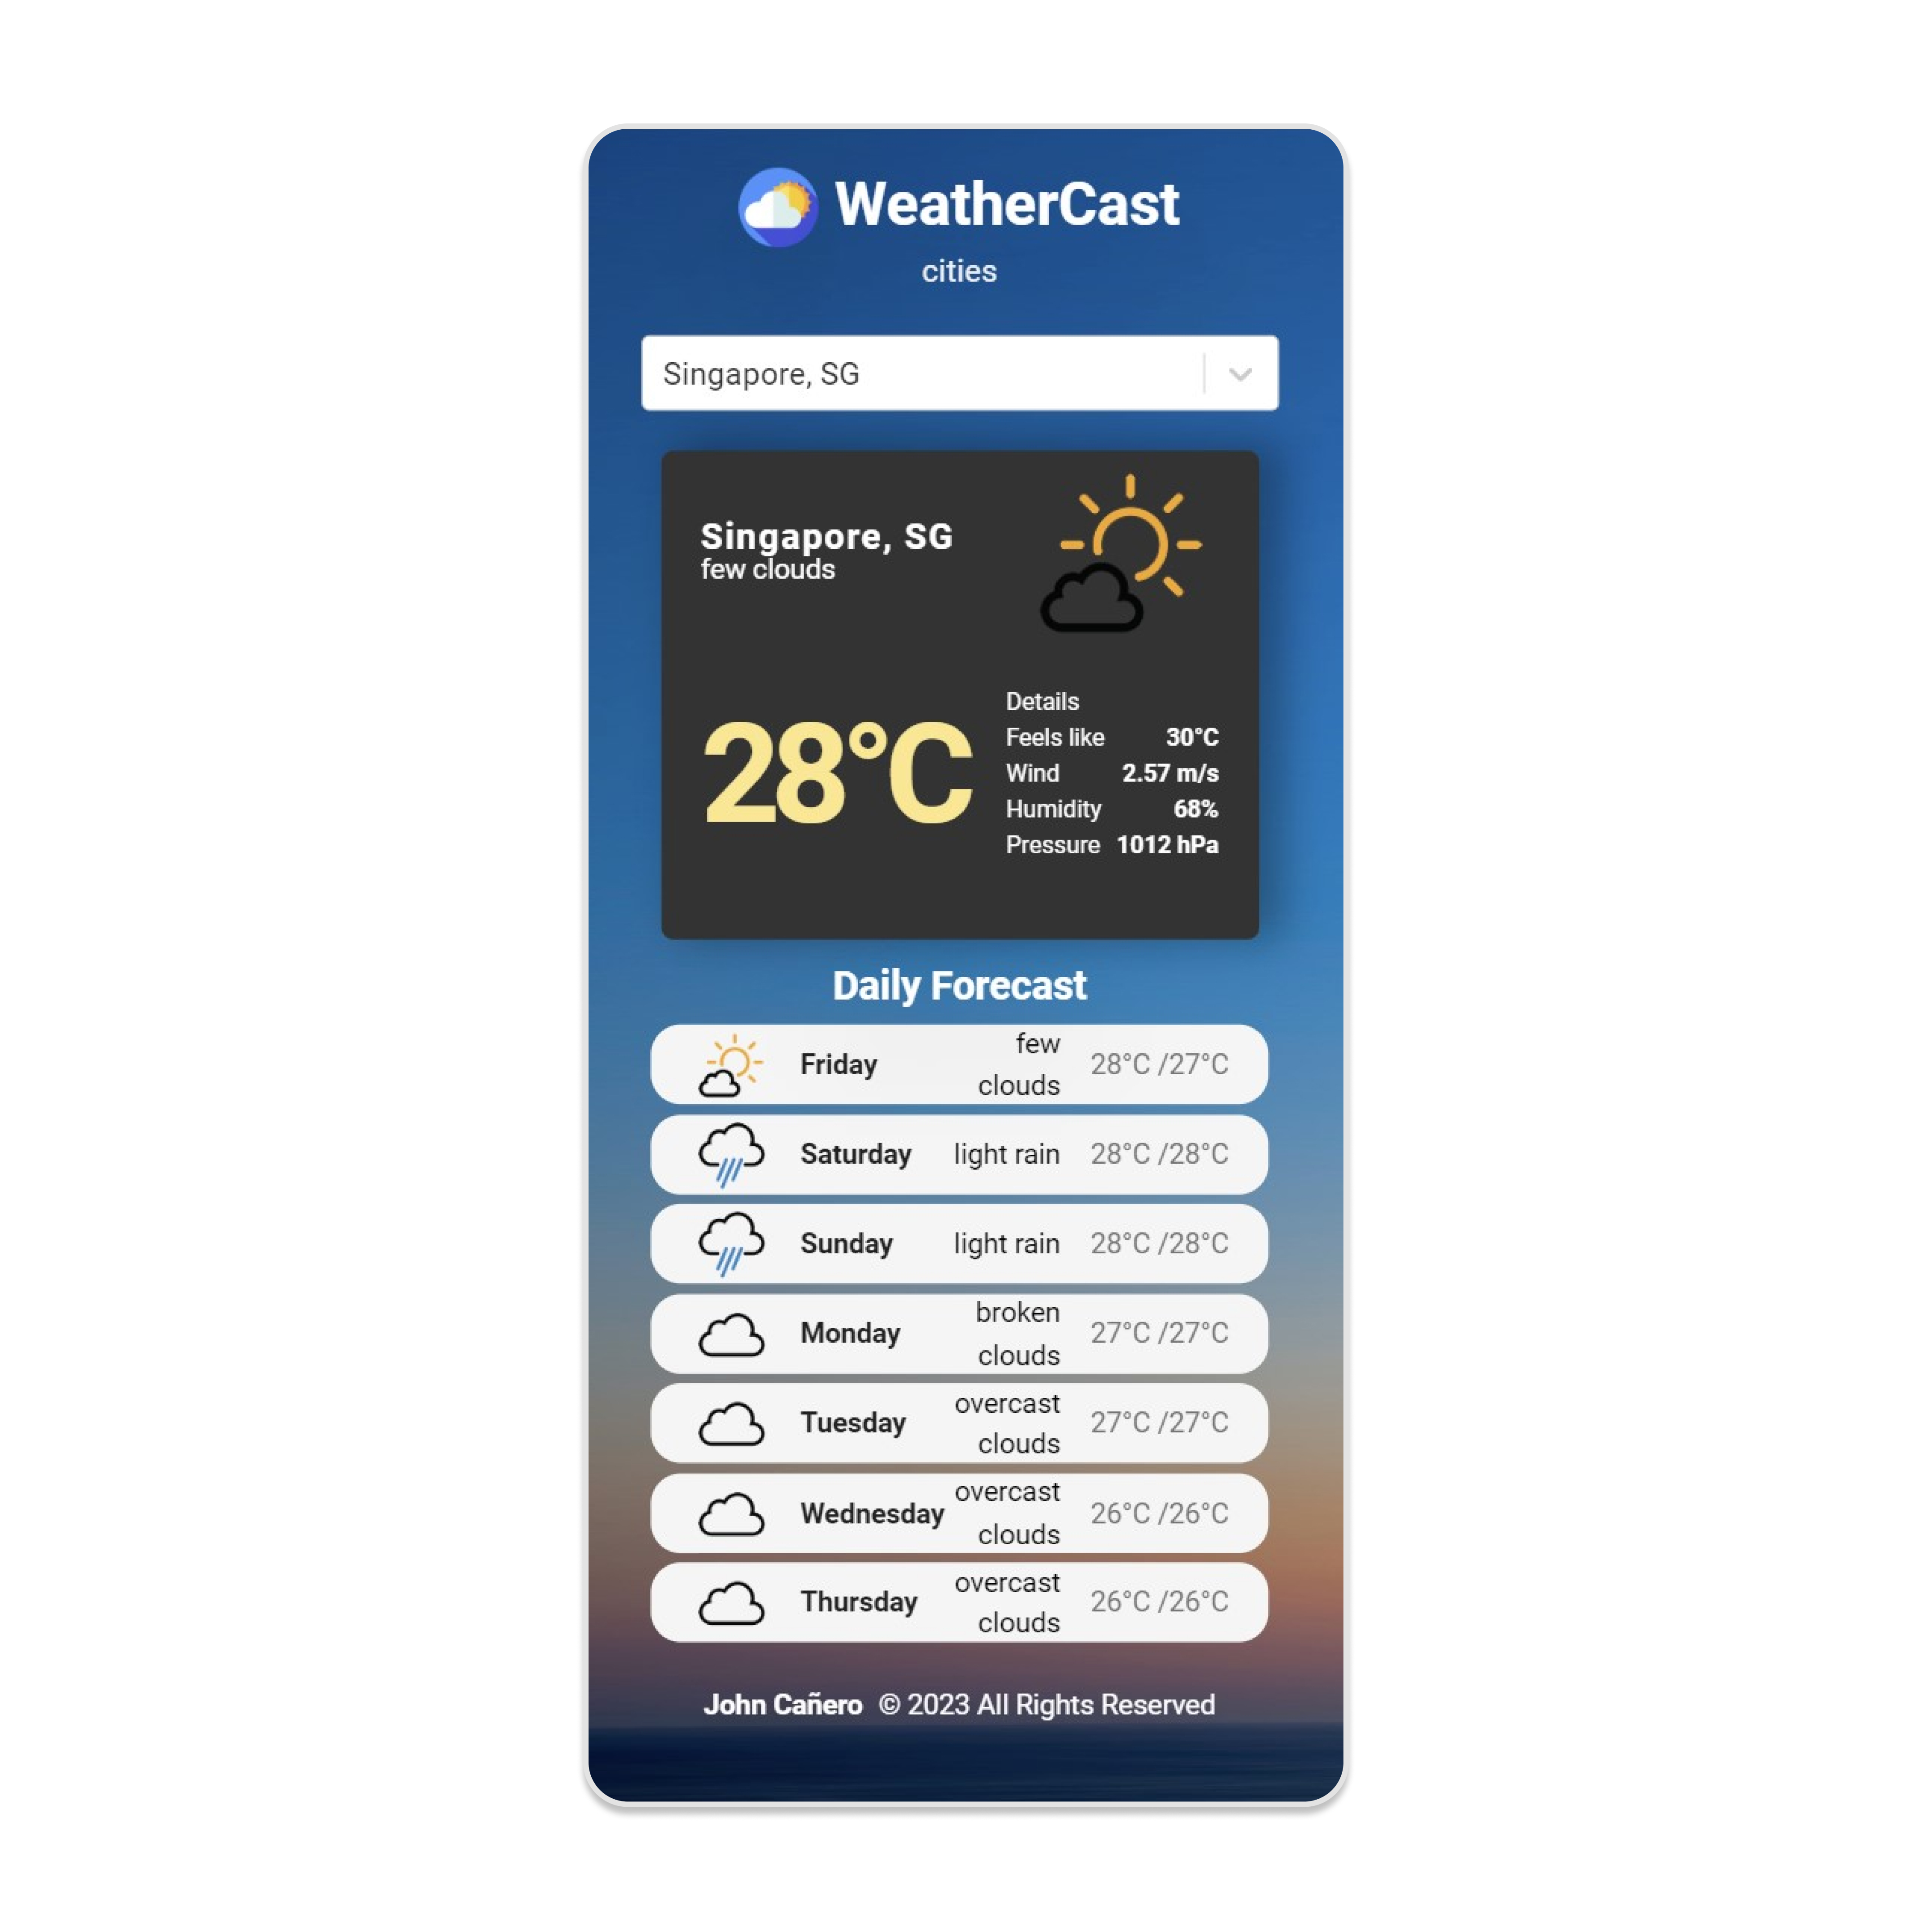 WeatherCast
cities
Singapore, SG
Singapore, SG
few clouds
28°C
Details
Feels like 30°C
Wind 2.57 m/s
Humidity 68%
Pressure 1012 hPa
Daily Forecast
Friday few clouds 28°C /27°C
Saturday light rain 28°C /28°C
Sunday light rain 28°C /28°C
Monday broken clouds 27°C /27°C
Tuesday overcast clouds 27°C /27°C
Wednesday overcast clouds 26°C /26°C
Thursday overcast clouds 26°C /26°C
John Cañero © 2023 All Rights Reserved